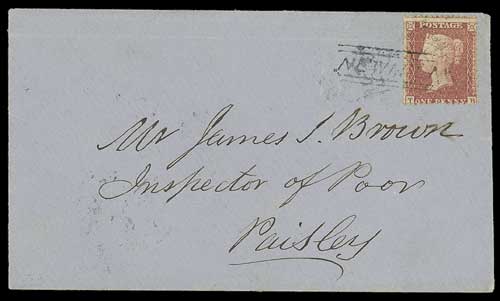 POSTAGE
ONE PENNY
Mr James S. Brown
Inspector of Poor
Paisley